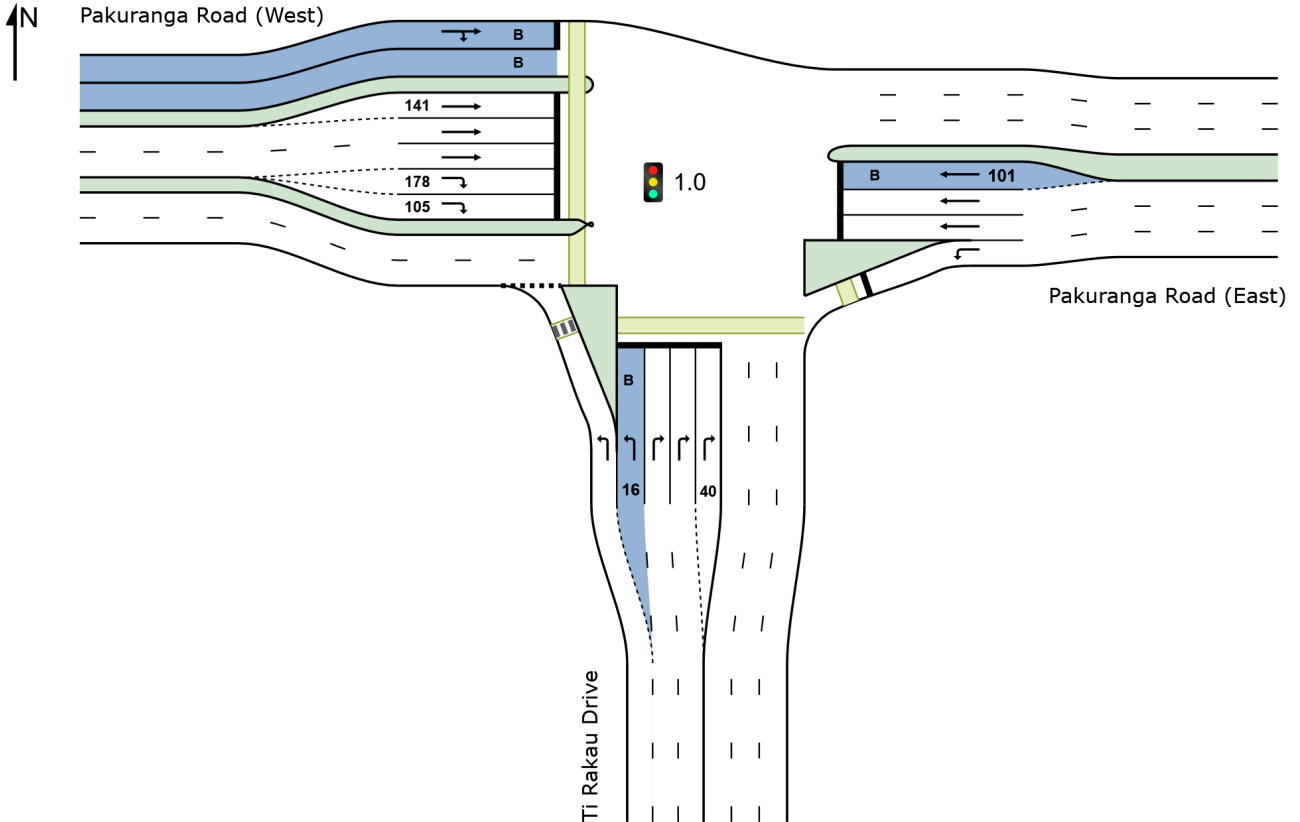 N
Pakuranga Road (West)
B
B
141
178
105
1.0
B
101
Pakuranga Road (East)
B
16
40
Ti Rakau Drive